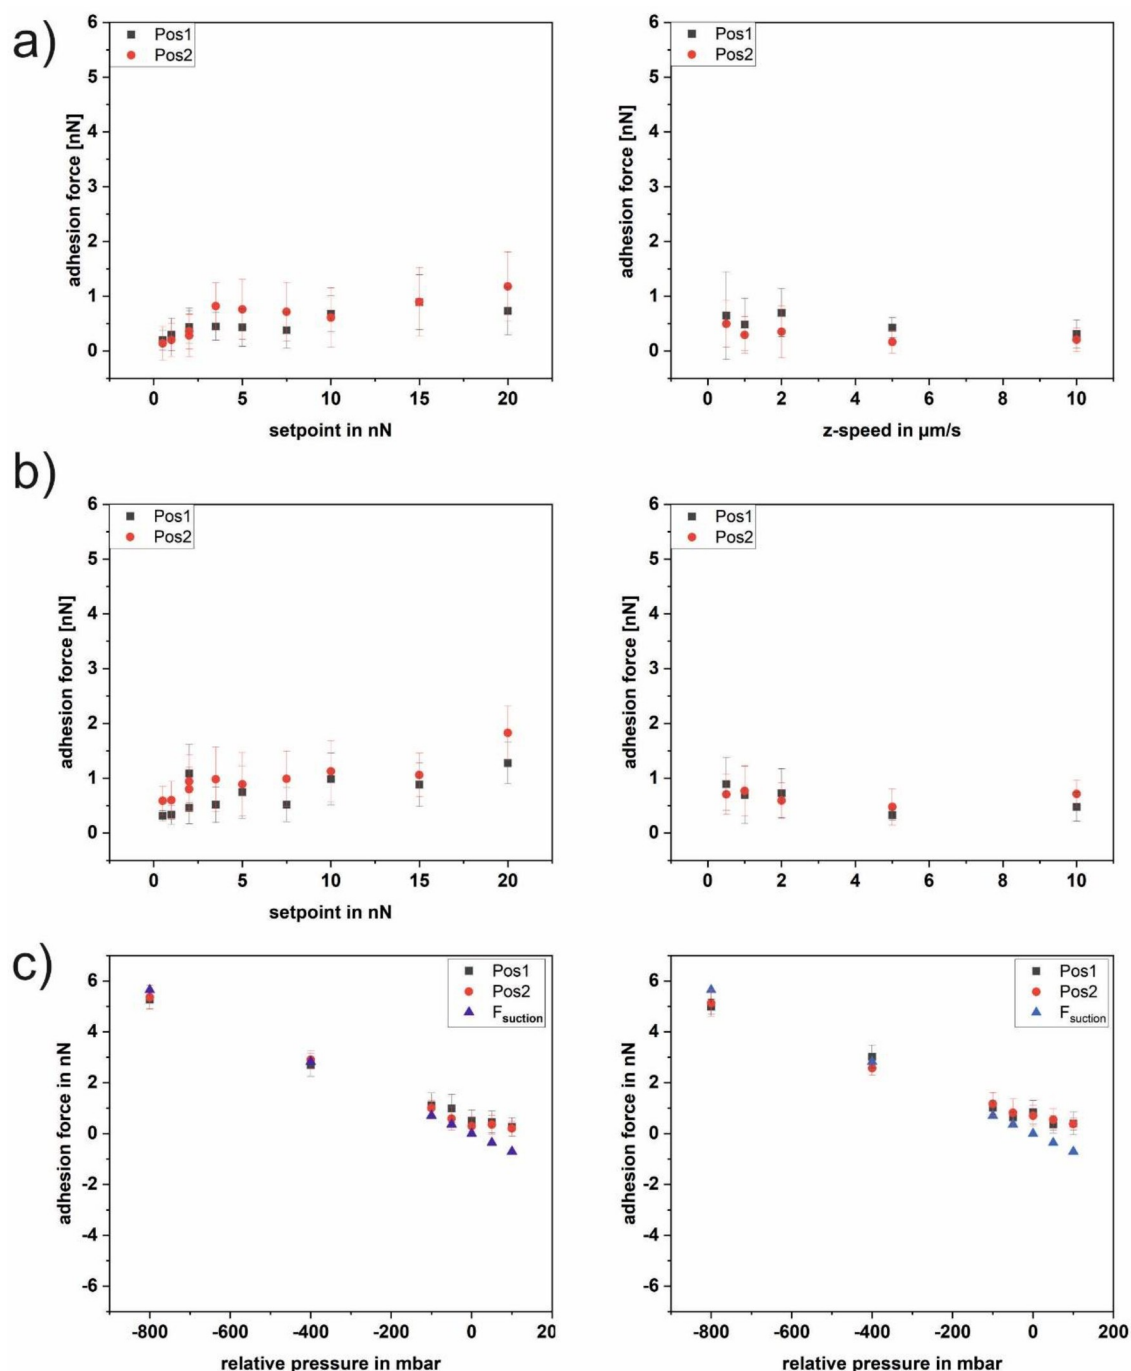 a)
6
5
4
3
2
1
0
adhesion force [nN]
Pos1
Pos2
0 5 10 15 20
setpoint in nN
6
5
4
3
2
1
0
adhesion force [nN]
Pos1
Pos2
0 2 4 6 8 10
z-speed in µm/s
b)
6
5
4
3
2
1
0
adhesion force [nN]
Pos1
Pos2
0 5 10 15 20
setpoint in nN
6
5
4
3
2
1
0
adhesion force [nN]
Pos1
Pos2
0 2 4 6 8 10
z-speed in µm/s
c)
6
4
2
0
-2
-4
-6
adhesion force in nN
Pos1
Pos2
Fsuction
-800 -600 -400 -200 0 20
relative pressure in mbar
6
4
2
0
-2
-4
-6
adhesion force in nN
Pos1
Pos2
Fsuction
-800 -600 -400 -200 0 200
relative pressure in mbar